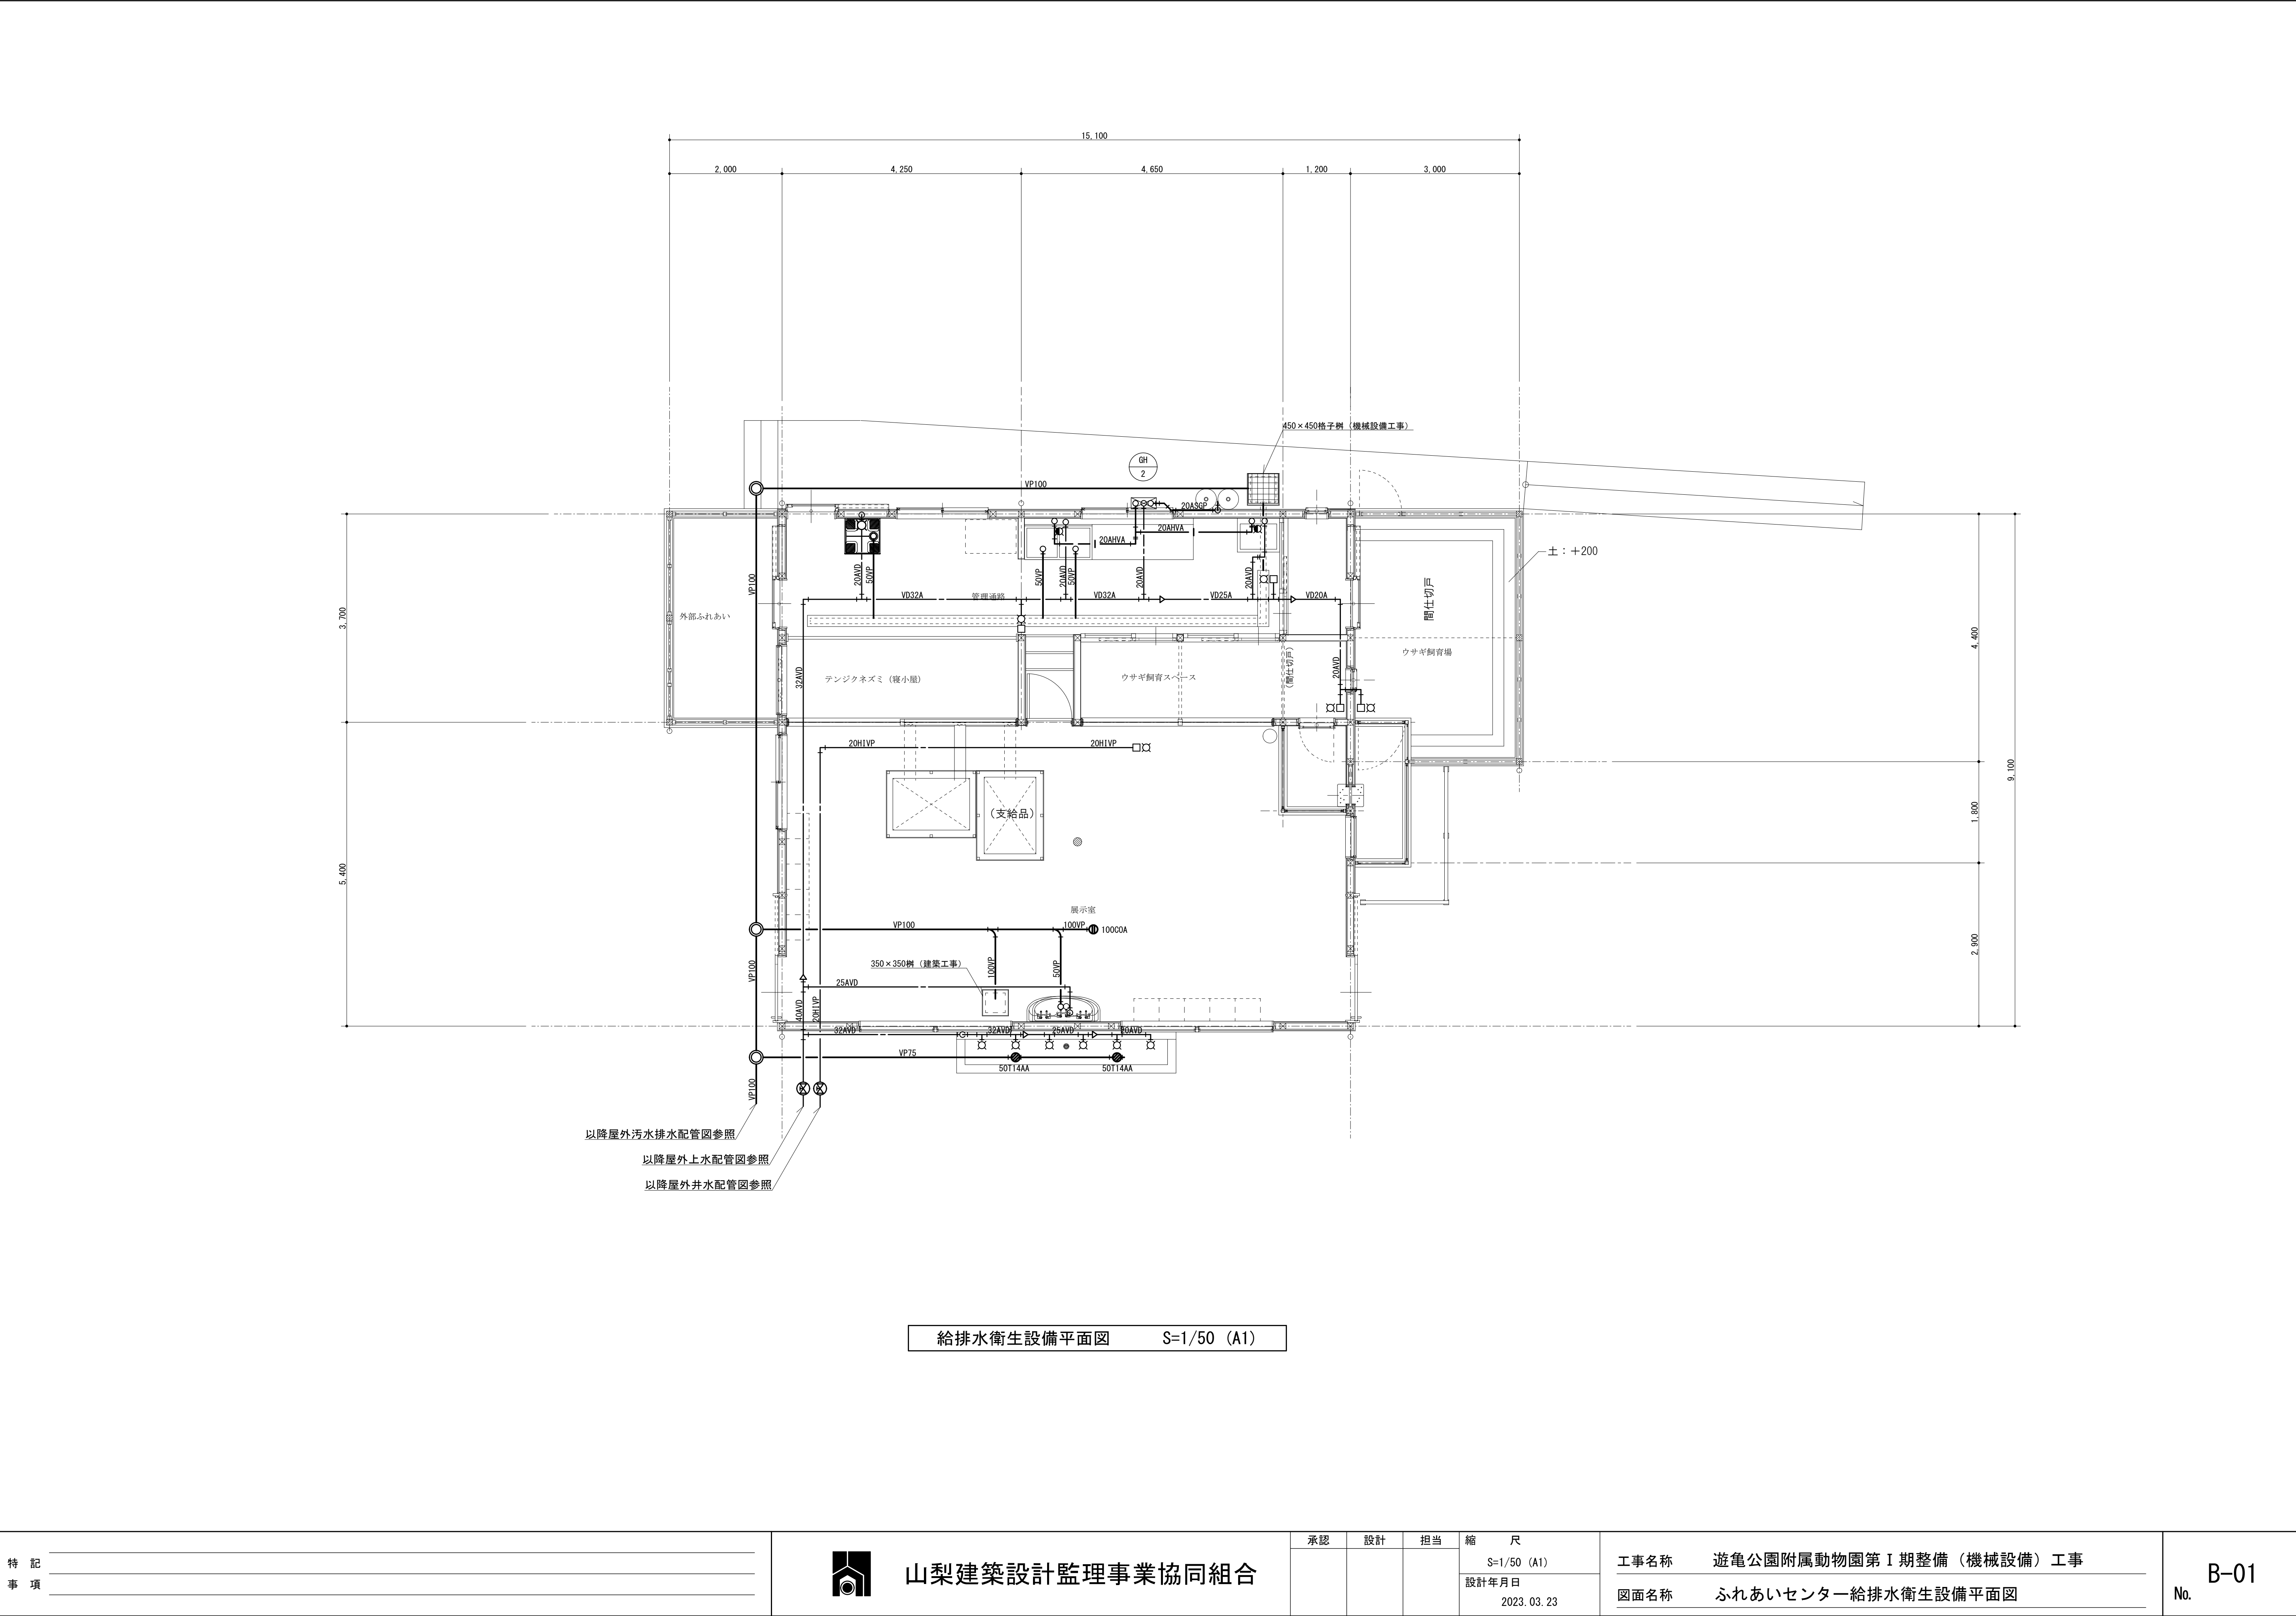 15,100
2,000
4,250
4,650
1,200
3,000
450×450格子桝（機械設備工事）
GH
2
VP100
20ASGP
20AHVA
20AHVA
土：＋200
VP100
20AVD
50VP
50VP
20AVD
50VP
20AVD
20AVD
間仕切戸
VD32A
管理通路
VD32A
VD25A
VD20A
3,700
外部ふれあい
4,400
ウサギ飼育場
32AVD
テンジクネズミ（寝小屋）
ウサギ飼育スペース
（間仕切戸）
20AVD
20HIVP
20HIVP
9,100
（支給品）
1,800
5,400
展示室
VP100
100VP
100COA
2,900
350×350桝（建築工事）
VP100
100VP
50VP
25AVD
40AVD
20HIVP
32AVD
32AVD
25AVD
20AVD
VP75
50T14AA
50T14AA
VP100
以降屋外汚水排水配管図参照
以降屋外上水配管図参照
以降屋外井水配管図参照
給排水衛生設備平面図　S=1/50（A1）
特記
事項
山梨建築設計監理事業協同組合
承認
設計
担当
縮　尺
S=1/50（A1）
設計年月日
2023.03.23
工事名称　遊亀公園附属動物園第Ⅰ期整備（機械設備）工事
図面名称　ふれあいセンター給排水衛生設備平面図
No.
B-01